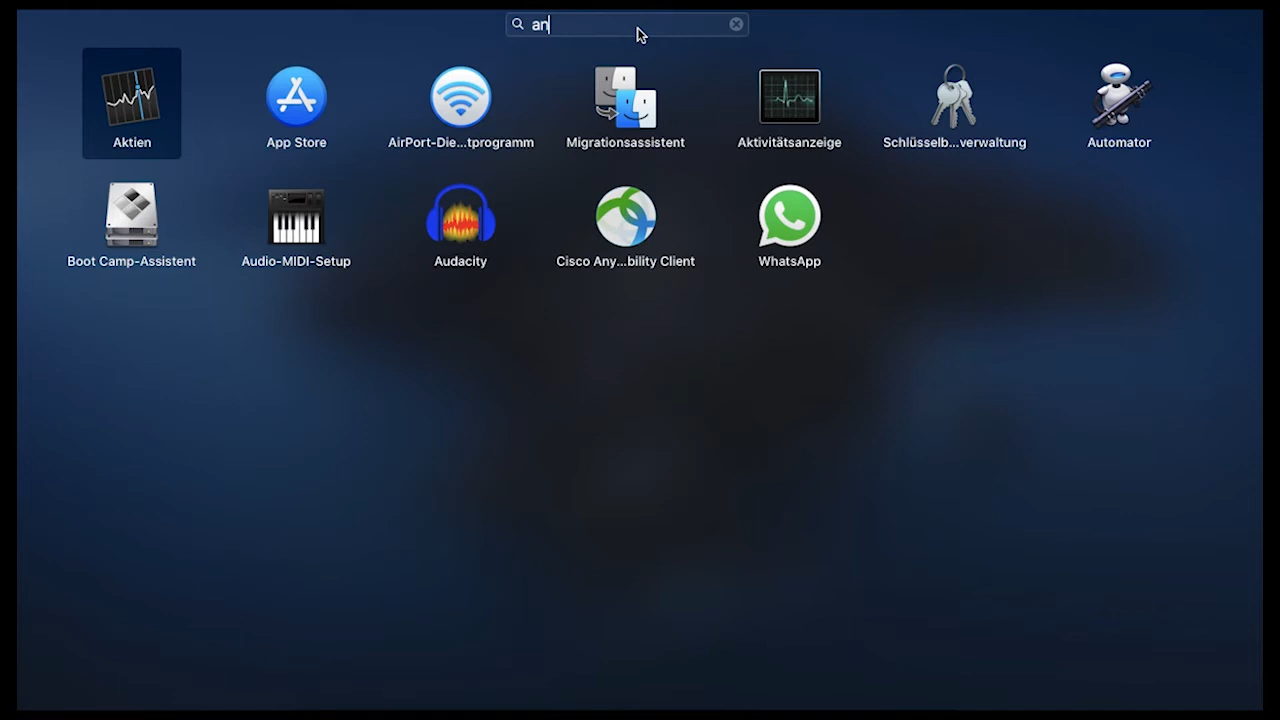 an
Aktien
App Store
AirPort-Die...tprogramm
Migrationsassistent
Aktivitätsanzeige
Schlüsselb...verwaltung
Automator
Boot Camp-Assistent
Audio-MIDI-Setup
Audacity
Cisco Any...bility Client
WhatsApp